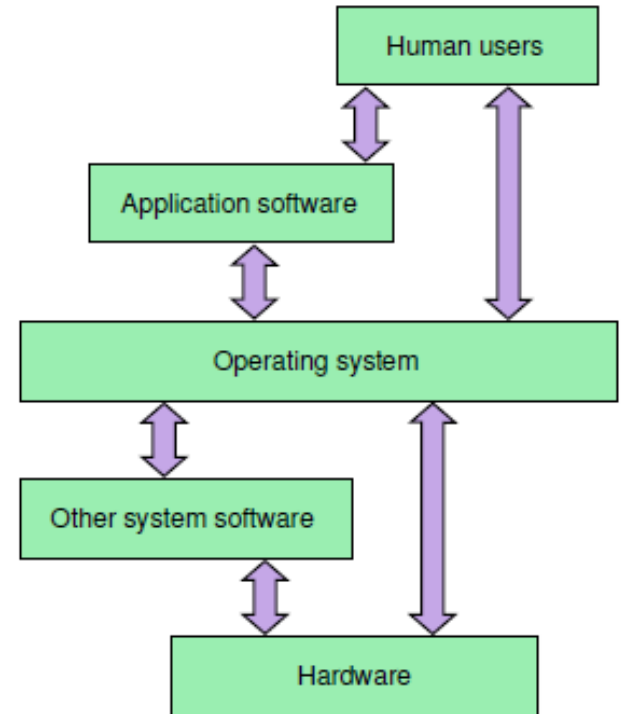 Human users
Application software
Operating system
Other system software
Hardware